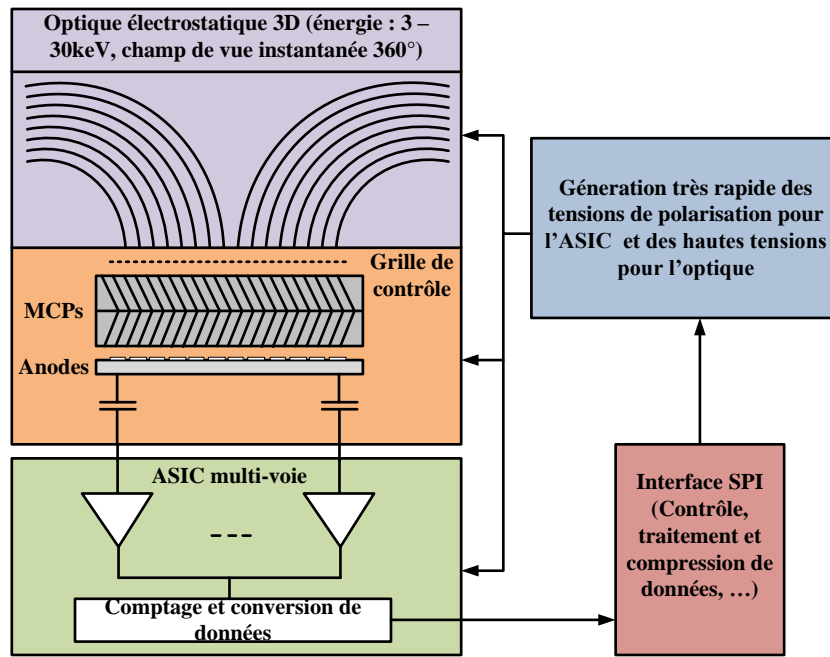 Optique électrostatique 3D (énergie : 3 –
30keV, champ de vue instantanée 360°)
Grille de
contrôle
MCPs
Anodes
Géneration très rapide des
tensions de polarisation pour
l'ASIC et des hautes tensions
pour l'optique
ASIC multi-voie
Comptage et conversion de
données
Interface SPI
(Contrôle,
traitement et
compression de
données, …)